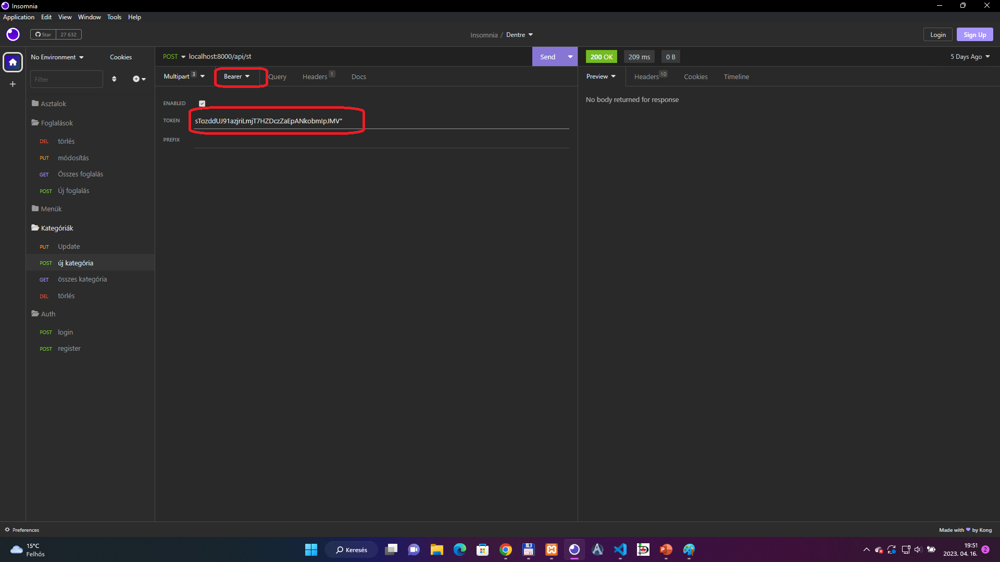 Insomnia
Application Edit View Window Tools Help
Star 27 632
Insomnia / Dentre
Login Sign Up
No Environment Cookies
POST localhost:8000/api/st
Send
200 OK 209 ms 0 B
5 Days Ago
Filter
Multipart 3 Bearer Query Headers 1 Docs
Preview Headers 10 Cookies Timeline
ENABLED
TOKEN sTozddUJ91azjriLmjT7HZDczZaEpANkobmIpJMV"
PREFIX
No body returned for response
Asztalok
Foglalások
DEL törlés
PUT módosítás
GET Összes foglalás
POST Új foglalás
Menük
Kategóriák
PUT Update
POST új kategória
GET összes kategória
DEL törlés
Auth
POST login
POST register
Preferences
Made with by Kong
15°C
Felhős
Keresés
19:51
2023. 04. 16.
2